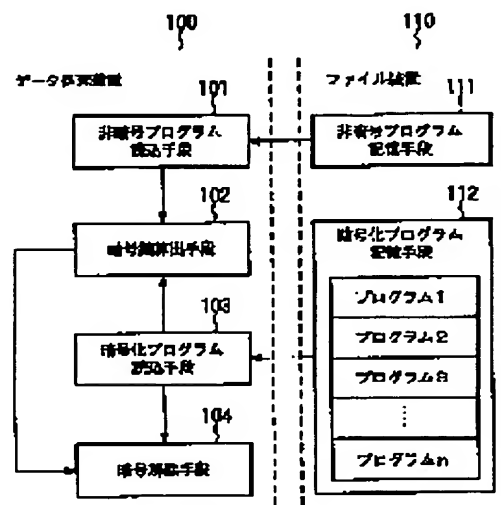 100
110
データ保護装置
ファイル装置
101
111
非暗号プログラム
読込手段
非暗号プログラム
記憶手段
102
112
暗号鍵算出手段
暗号化プログラム
記憶手段
103
プログラム1
暗号化プログラム
読込手段
プログラム2
プログラム3
⋮
104
暗号解除手段
プログラムn